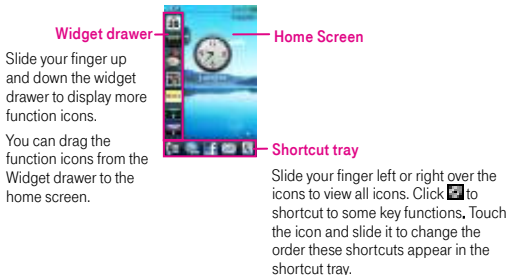 Widget drawer
Slide your finger up
and down the widget
drawer to display more
function icons.
You can drag the
function icons from the
Widget drawer to the
home screen.
Home Screen
Shortcut tray
Slide your finger left or right over the
icons to view all icons. Click to
shortcut to some key functions. Touch
the icon and slide it to change the
order these shortcuts appear in the
shortcut tray.